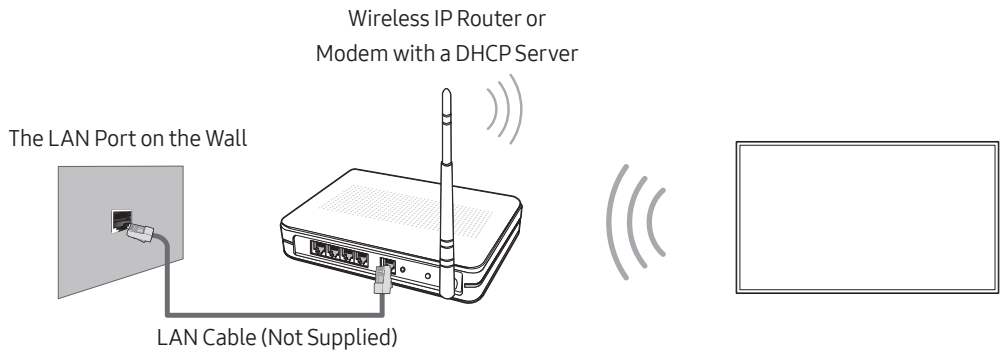 Wireless IP Router or
Modem with a DHCP Server
The LAN Port on the Wall
LAN Cable (Not Supplied)